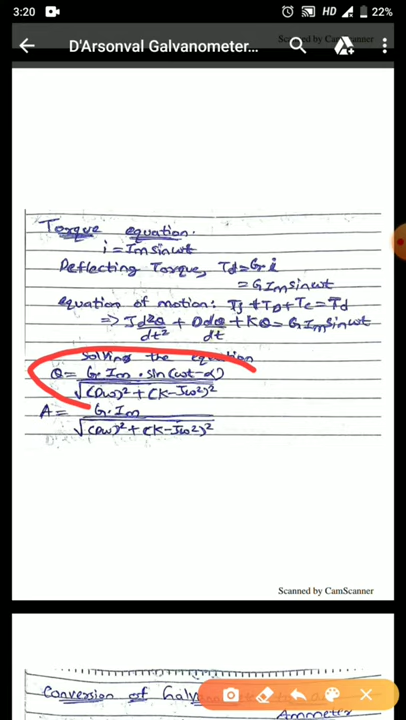 3:20 HD 22%
D'Arsonval Galvanometer...
Scanned by Cam
Torque equation.
i = Im sinωt
Deflecting Torque, Td = G i
= G Im sinωt
equation of motion: Tj + TD + Tc = Td
=> J d²θ/dt² + D dθ/dt + Kθ = G Im sinωt
Solving the equation
θ = G. Im . sin(ωt-α) / √(Dω)² + (K-Jω²)²
A = G. Im / √(Dω)² + (K-Jω²)²
Scanned by CamScanner
Conversion of
Ammeter